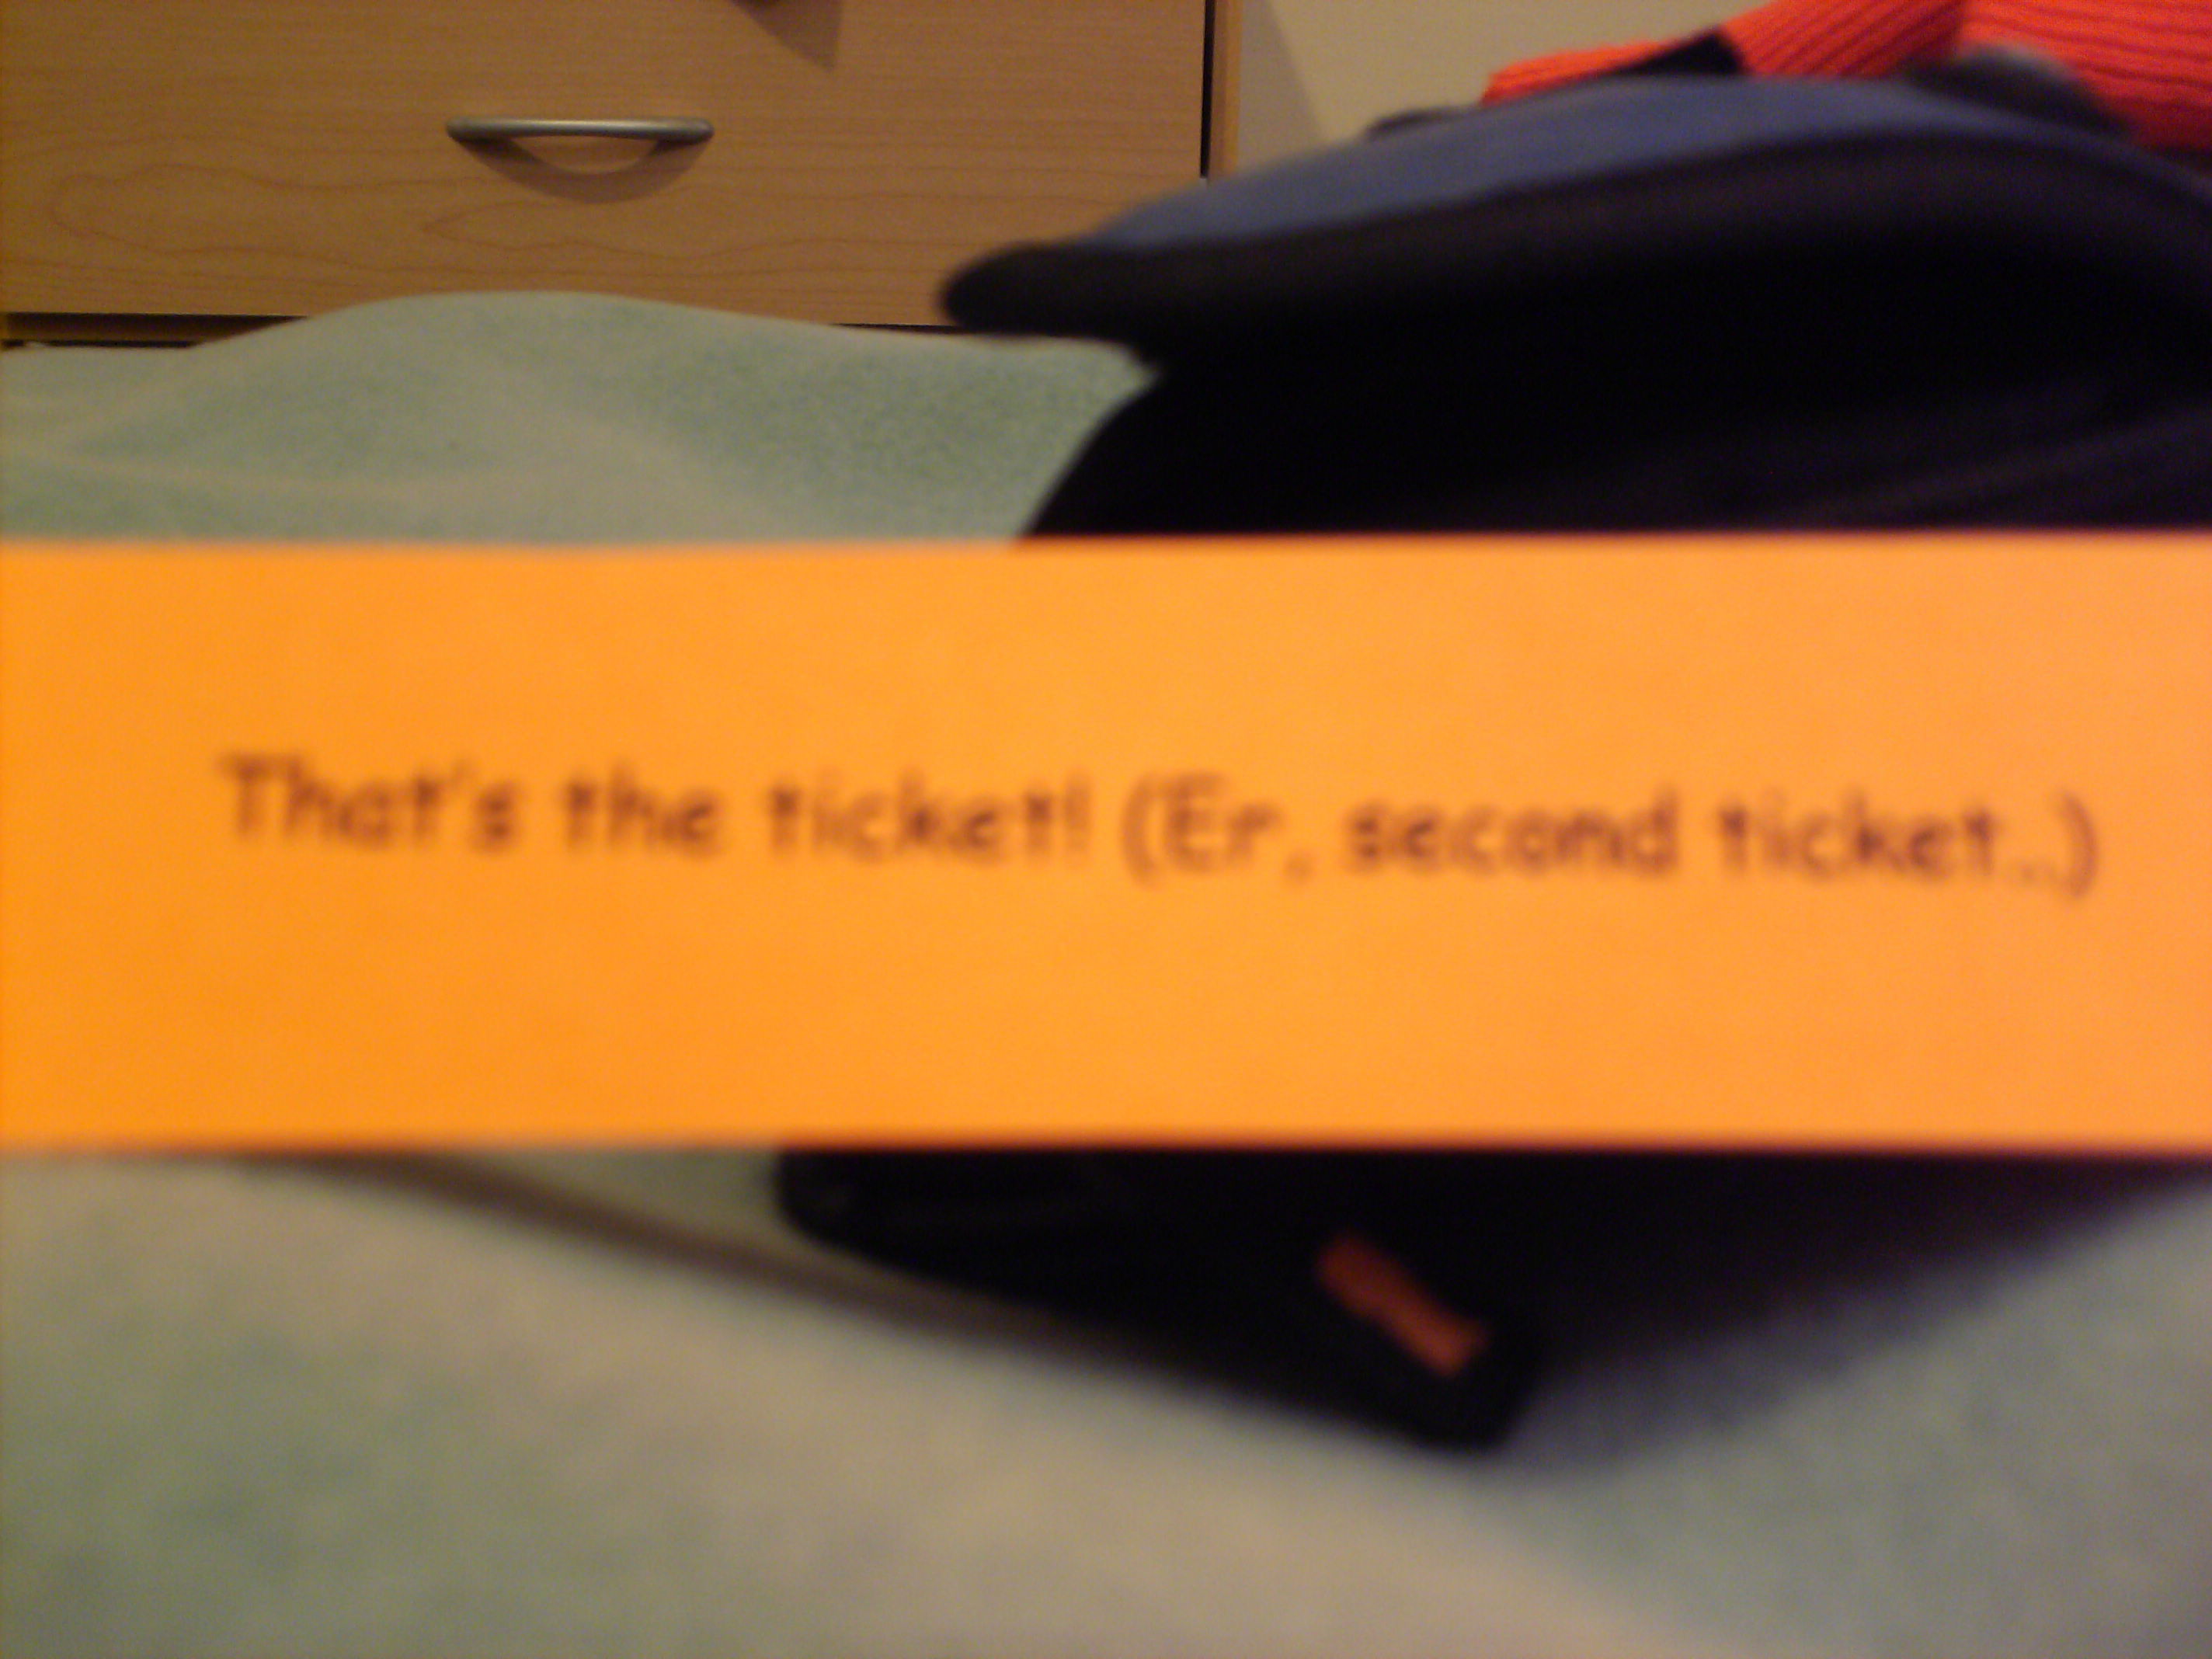 That's the ticket! (Er, second ticket..)